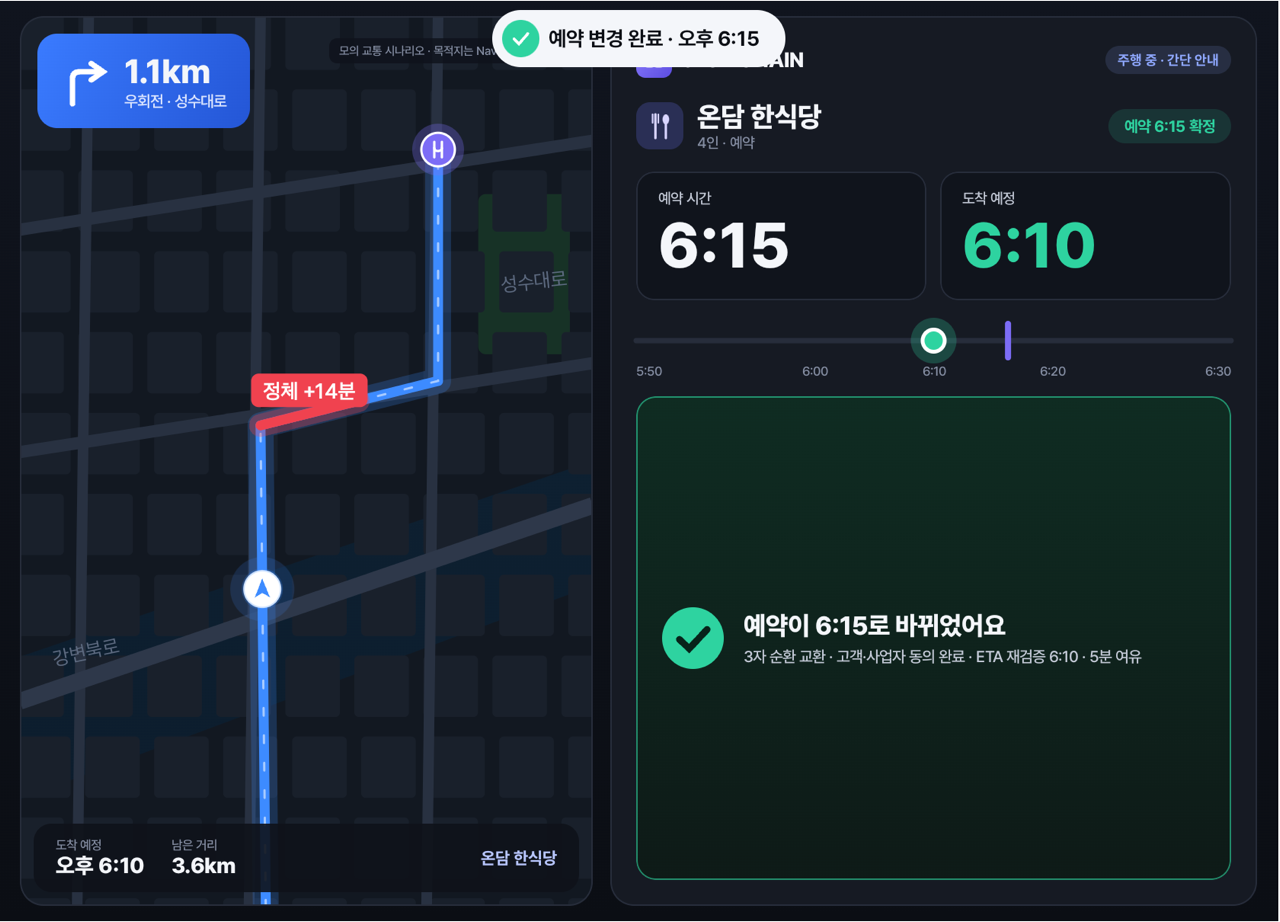 1.1km
우회전 · 성수대로
모의 교통 시나리오 · 목적지는
예약 변경 완료 · 오후 6:15
주행 중 · 간단 안내
온담 한식당
4인 · 예약
예약 6:15 확정
예약 시간
6:15
도착 예정
6:10
5:50
6:00
6:10
6:20
6:30
H
성수대로
정체 +14분
강변북로
예약이 6:15로 바뀌었어요
3자 순환 교환 · 고객·사업자 동의 완료 · ETA 재검증 6:10 · 5분 여유
도착 예정
오후 6:10
남은 거리
3.6km
온담 한식당